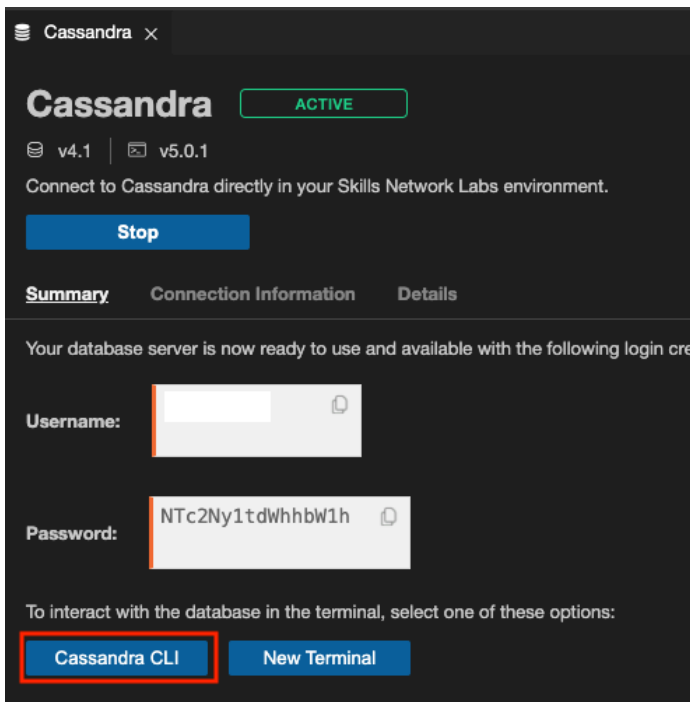 Cassandra
Cassandra ACTIVE
v4.1 v5.0.1
Connect to Cassandra directly in your Skills Network Labs environment.
Stop
Summary Connection Information Details
Your database server is now ready to use and available with the following login cre
Username:
Password: NTc2Ny1tdWhhbW1h
To interact with the database in the terminal, select one of these options:
Cassandra CLI New Terminal